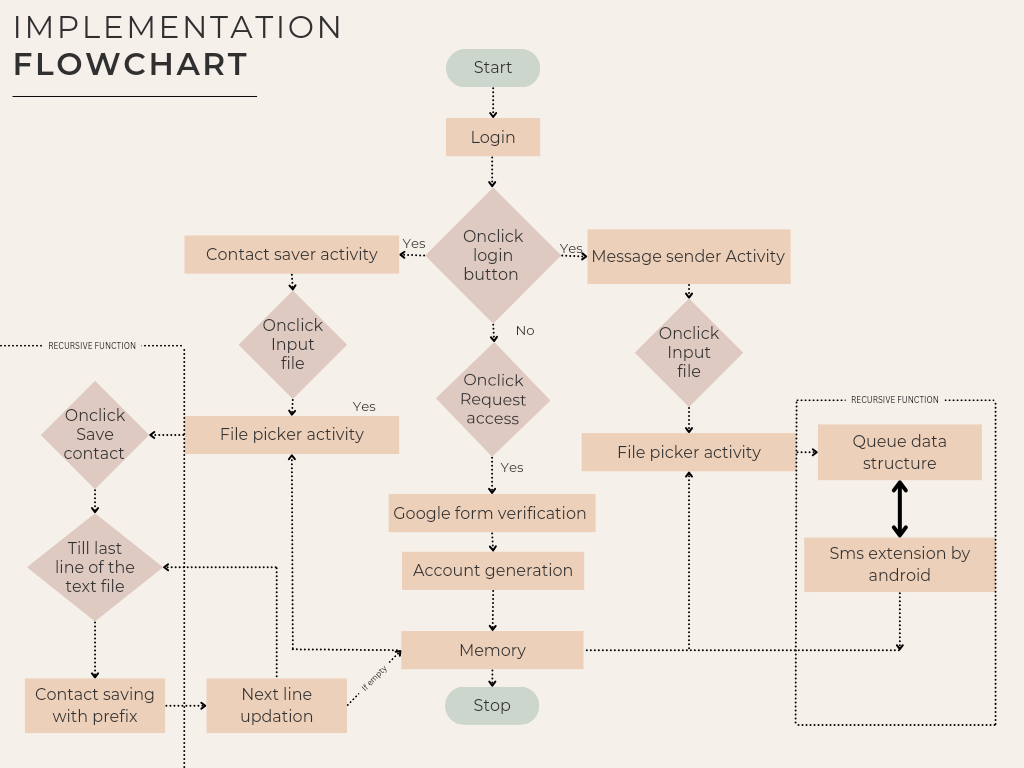 IMPLEMENTATION
FLOWCHART
Start
Login
Onclick
login
button
Yes
Yes
Contact saver activity
Message sender Activity
No
Onclick
Input
file
Onclick
Input
file
Onclick
Request
access
RECURSIVE FUNCTION
RECURSIVE FUNCTION
Yes
Onclick
Save
contact
File picker activity
File picker activity
Queue data
structure
Yes
Google form verification
Till last
line of the
text file
Account generation
Sms extension by
android
Memory
If empty
Contact saving
with prefix
Next line
updation
Stop